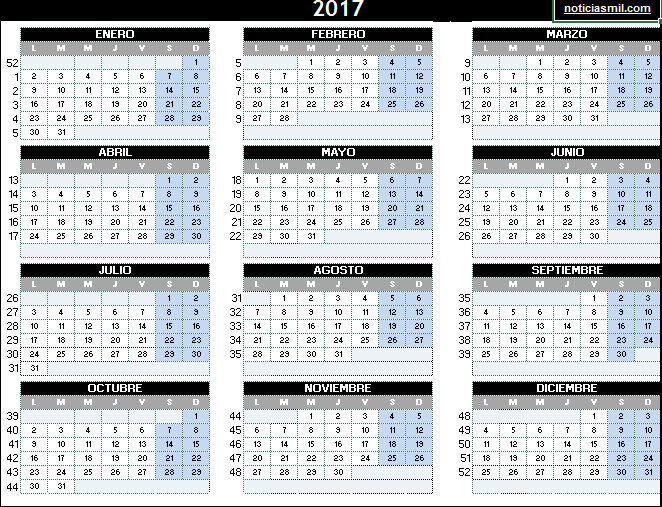 2017
noticiasmil.com
ENERO
L M M J V S D
52 1
1 2 3 4 5 6 7 8
2 9 10 11 12 13 14 15
3 16 17 18 19 20 21 22
4 23 24 25 26 27 28 29
5 30 31
FEBRERO
L M M J V S D
5 1 2 3 4 5
6 6 7 8 9 10 11 12
7 13 14 15 16 17 18 19
8 20 21 22 23 24 25 26
9 27 28
MARZO
L M M J V S D
9 1 2 3 4 5
10 6 7 8 9 10 11 12
11 13 14 15 16 17 18 19
12 20 21 22 23 24 25 26
13 27 28 29 30 31
ABRIL
L M M J V S D
13 1 2
14 3 4 5 6 7 8 9
15 10 11 12 13 14 15 16
16 17 18 19 20 21 22 23
17 24 25 26 27 28 29 30
MAYO
L M M J V S D
18 1 2 3 4 5 6 7
19 8 9 10 11 12 13 14
20 15 16 17 18 19 20 21
21 22 23 24 25 26 27 28
22 29 30 31
JUNIO
L M M J V S D
22 1 2 3 4
23 5 6 7 8 9 10 11
24 12 13 14 15 16 17 18
25 19 20 21 22 23 24 25
26 26 27 28 29 30
JULIO
L M M J V S D
26 1 2
27 3 4 5 6 7 8 9
28 10 11 12 13 14 15 16
29 17 18 19 20 21 22 23
30 24 25 26 27 28 29 30
31 31
AGOSTO
L M M J V S D
31 1 2 3 4 5 6
32 7 8 9 10 11 12 13
33 14 15 16 17 18 19 20
34 21 22 23 24 25 26 27
35 28 29 30 31
SEPTIEMBRE
L M M J V S D
35 1 2 3
36 4 5 6 7 8 9 10
37 11 12 13 14 15 16 17
38 18 19 20 21 22 23 24
39 25 26 27 28 29 30
OCTUBRE
L M M J V S D
39 1
40 2 3 4 5 6 7 8
41 9 10 11 12 13 14 15
42 16 17 18 19 20 21 22
43 23 24 25 26 27 28 29
44 30 31
NOVIEMBRE
L M M J V S D
44 1 2 3 4 5
45 6 7 8 9 10 11 12
46 13 14 15 16 17 18 19
47 20 21 22 23 24 25 26
48 27 28 29 30
DICIEMBRE
L M M J V S D
48 1 2 3
49 4 5 6 7 8 9 10
50 11 12 13 14 15 16 17
51 18 19 20 21 22 23 24
52 25 26 27 28 29 30 31